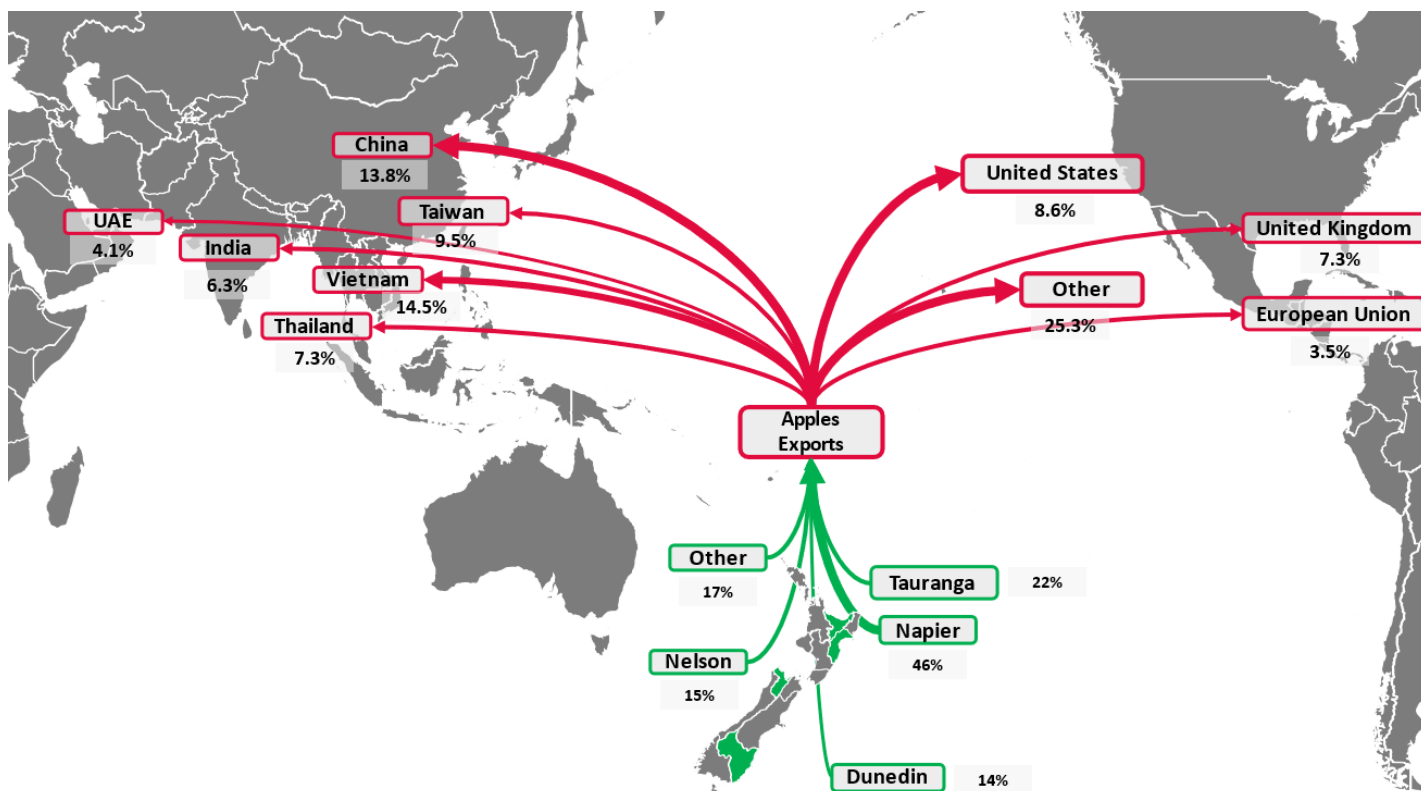 China
13.8%
United States
8.6%
Taiwan
9.5%
UAE
4.1%
United Kingdom
7.3%
India
6.3%
Vietnam
14.5%
Other
25.3%
European Union
3.5%
Thailand
7.3%
Apples
Exports
Other
17%
Tauranga
22%
Napier
46%
Nelson
15%
Dunedin
14%